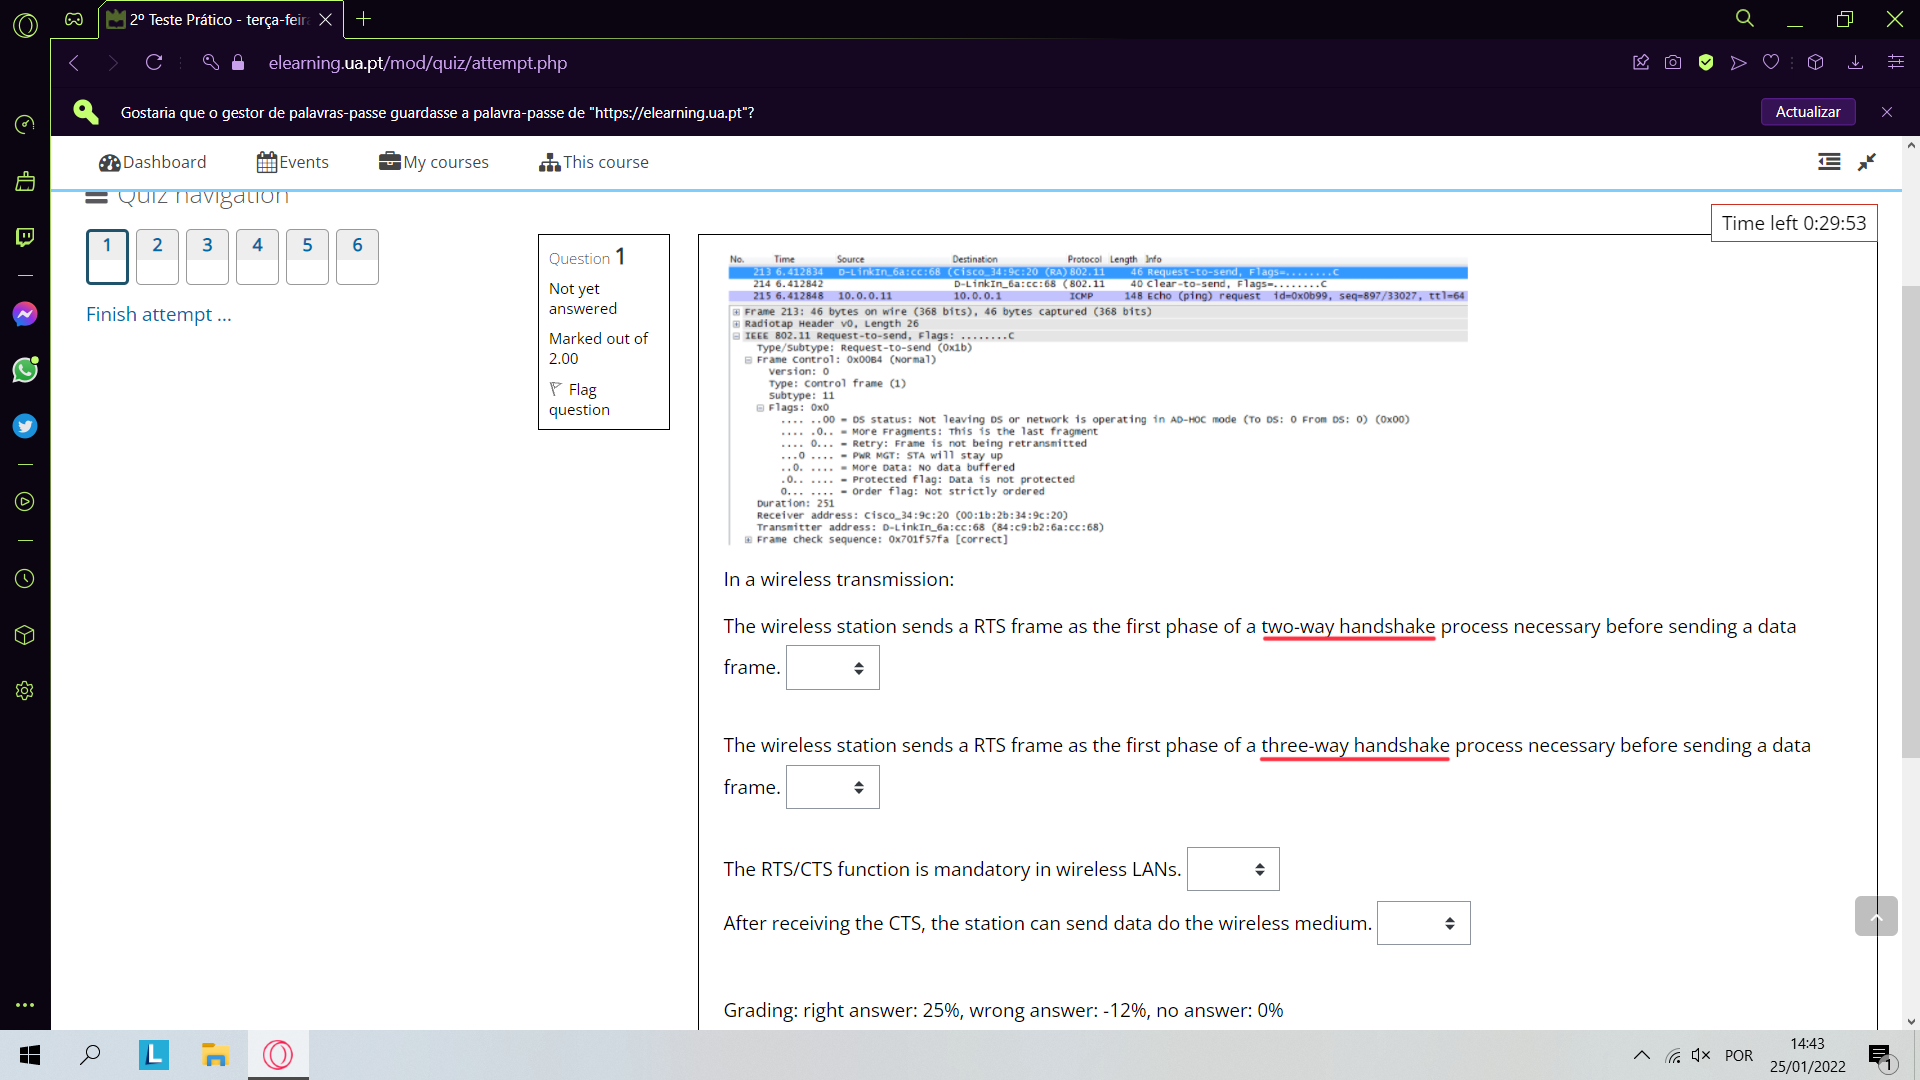 2º Teste Prático - terça-feir
elearning.ua.pt/mod/quiz/attempt.php
Gostaria que o gestor de palavras-passe guardasse a palavra-passe de "https://elearning.ua.pt"?
Actualizar
Dashboard Events My courses This course
Quiz navigation
Time left 0:29:53
1 2 3 4 5 6
Finish attempt ...
Question 1
Not yet
answered
Marked out of
2.00
Flag
question
No. Time Source Destination Protocol Length Info
213 6.412834 D-LinkIn_6a:cc:68 (Cisco_34:9c:20 (RA) 802.11 46 Request-to-send, Flags=........C
214 6.412842 D-LinkIn_6a:cc:68 (802.11 40 Clear-to-send, Flags=........C
215 6.412848 10.0.0.11 10.0.0.1 ICMP 148 Echo (ping) request id=0x0b99, seq=897/33027, ttl=64
Frame 213: 46 bytes on wire (368 bits), 46 bytes captured (368 bits)
Radiotap Header v0, Length 26
IEEE 802.11 Request-to-send, Flags: ........C
Type/Subtype: Request-to-send (0x1b)
Frame Control: 0x00B4 (Normal)
Version: 0
Type: Control frame (1)
Subtype: 11
Flags: 0x0
.... ..00 = DS status: Not leaving DS or network is operating in AD-HOC mode (To DS: 0 From DS: 0) (0x00)
.... .0.. = More Fragments: This is the last fragment
.... 0... = Retry: Frame is not being retransmitted
...0 .... = PWR MGT: STA will stay up
..0. .... = More Data: No data buffered
.0.. .... = Protected flag: Data is not protected
0... .... = Order flag: Not strictly ordered
Duration: 251
Receiver address: Cisco_34:9c:20 (00:1b:2b:34:9c:20)
Transmitter address: D-LinkIn_6a:cc:68 (84:c9:b2:6a:cc:68)
Frame check sequence: 0x701f57fa [correct]
In a wireless transmission:
The wireless station sends a RTS frame as the first phase of a two-way handshake process necessary before sending a data
frame.
The wireless station sends a RTS frame as the first phase of a three-way handshake process necessary before sending a data
frame.
The RTS/CTS function is mandatory in wireless LANs.
After receiving the CTS, the station can send data do the wireless medium.
Grading: right answer: 25%, wrong answer: -12%, no answer: 0%
L
POR
14:43
25/01/2022
1